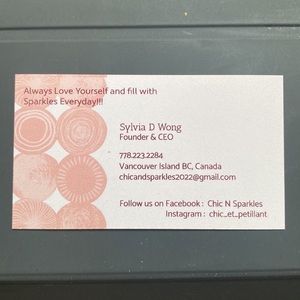 Always Love Yourself and fill with
Sparkles Everyday!!!
Sylvia D Wong
Founder & CEO
778.223.2284
Vancouver Island BC, Canada
chicandsparkles2022@gmail.com
Follow us on Facebook : Chic N Sparkles
Instagram : chic_et_petillant